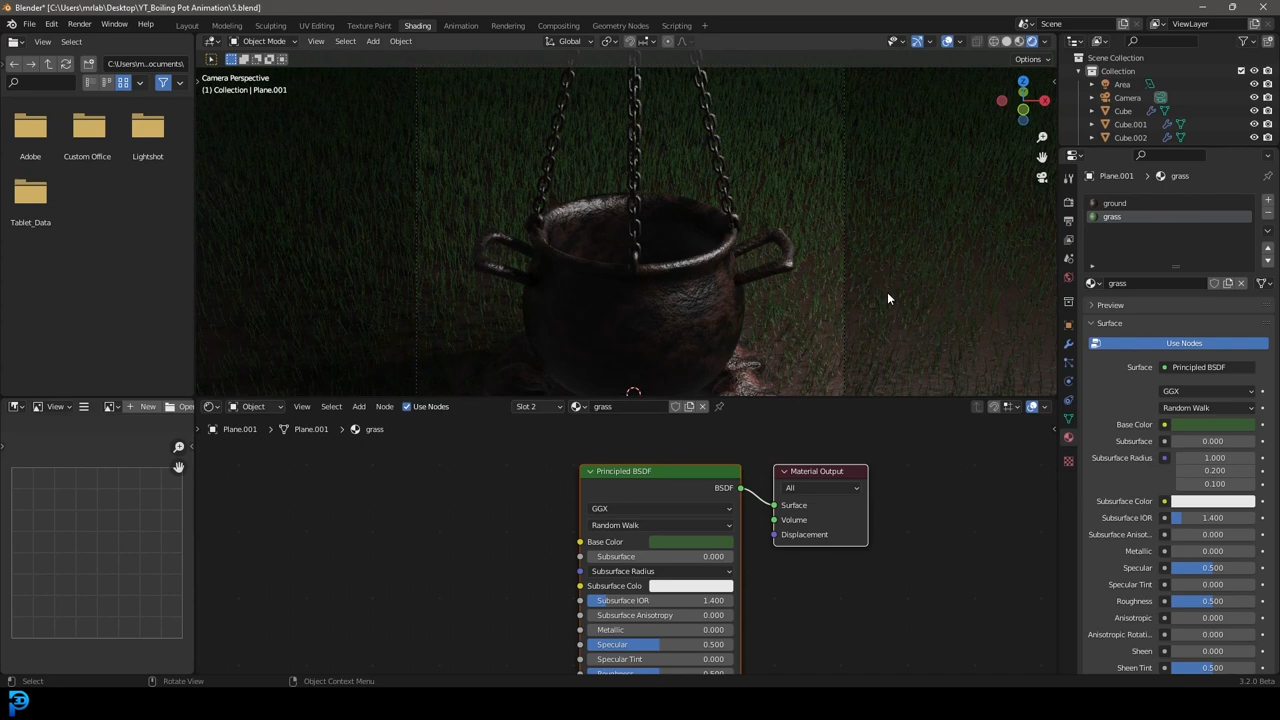 Blender* [C:\Users\mrlab\Desktop\YT_Boiling Pot Animation\5.blend]
File Edit Render Window Help Layout Modeling Sculpting UV Editing Texture Paint Shading Animation Rendering Compositing Geometry Nodes Scripting + Scene ViewLayer
View Select Object Mode View Select Add Object Global
C:\Users\m...ocuments\ Options
Camera Perspective
(1) Collection | Plane.001
Adobe Custom Office Lightshot
Tablet_Data
Z
X
Scene Collection
Collection
Area
Camera
Cube
Cube.001
Cube.002
Plane.001 grass
ground
grass
grass
Preview
Surface
Use Nodes
Surface Principled BSDF
GGX
Random Walk
Base Color
Subsurface 0.000
Subsurface Radius 1.000
0.200
0.100
Subsurface Color
Subsurface IOR 1.400
Subsurface Anisot... 0.000
Metallic 0.000
Specular 0.500
Specular Tint 0.000
Roughness 0.500
Anisotropic 0.000
Anisotropic Rotati... 0.000
Sheen 0.000
Sheen Tint 0.500
View New Ope Object View Select Add Node Use Nodes Slot 2 grass
Plane.001 Plane.001 grass
Principled BSDF
BSDF
GGX
Random Walk
Base Color
Subsurface 0.000
Subsurface Radius
Subsurface Colo
Subsurface IOR 1.400
Subsurface Anisotropy 0.000
Metallic 0.000
Specular 0.500
Specular Tint 0.000
Roughness 0.500
Material Output
All
Surface
Volume
Displacement
Select Rotate View Object Context Menu 3.2.0 Beta